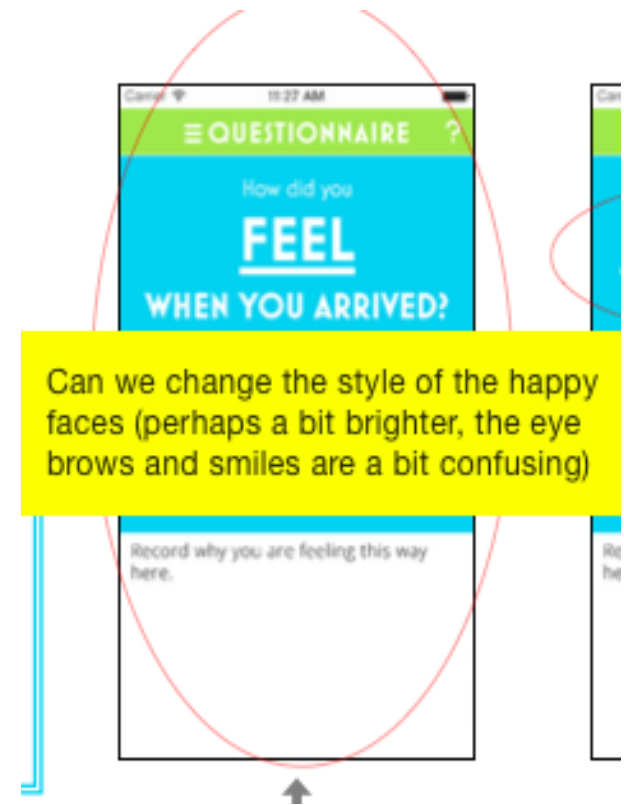 Carrier 11:27 AM
QUESTIONNAIRE ?
How did you
FEEL
WHEN YOU ARRIVED?
Can we change the style of the happy
faces (perhaps a bit brighter, the eye
brows and smiles are a bit confusing)
Record why you are feeling this way
here.